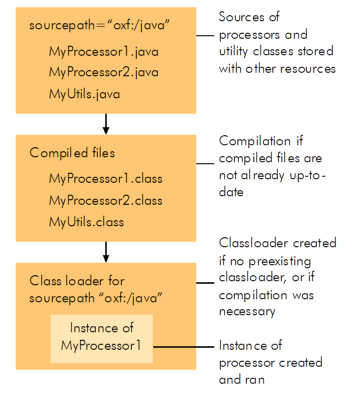 sourcepath="oxf:/java"
MyProcessor1.java
MyProcessor2.java
MyUtils.java
Sources of
processors and
utility classes stored
with other resources
Compiled files
MyProcessor1.class
MyProcessor2.class
MyUtils.class
Compilation if
compiled files are
not already up-to-
date
Class loader for
sourcepath "oxf:/java"
Instance of
MyProcessor1
Classloader created
if no preexisting
classloader, or if
compilation was
necessary
Instance of
processor created
and ran